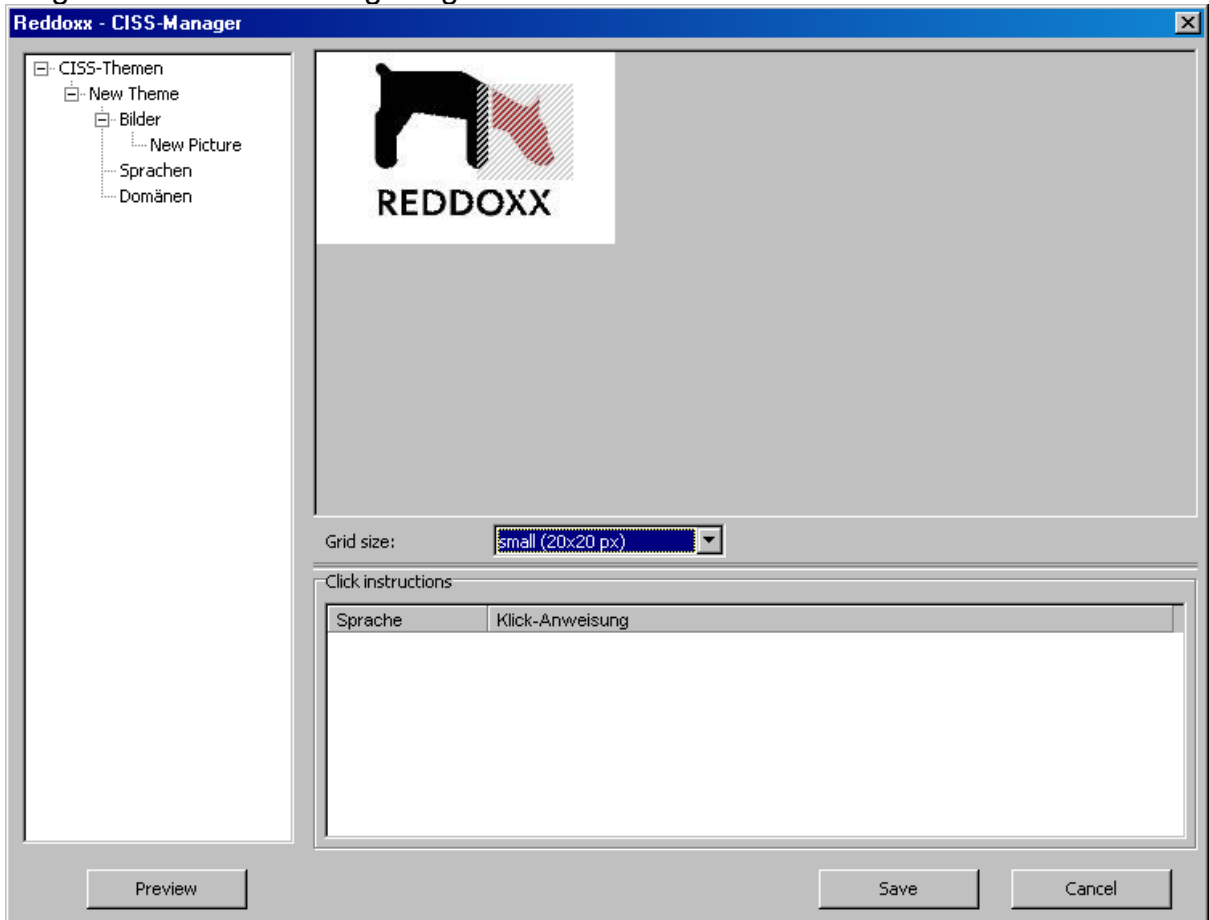 Reddoxx - CISS-Manager
CISS-Themen
New Theme
Bilder
New Picture
Sprachen
Domänen
REDDOXX
Grid size: small (20x20 px)
Click instructions
Sprache Klick-Anweisung
Preview Save Cancel